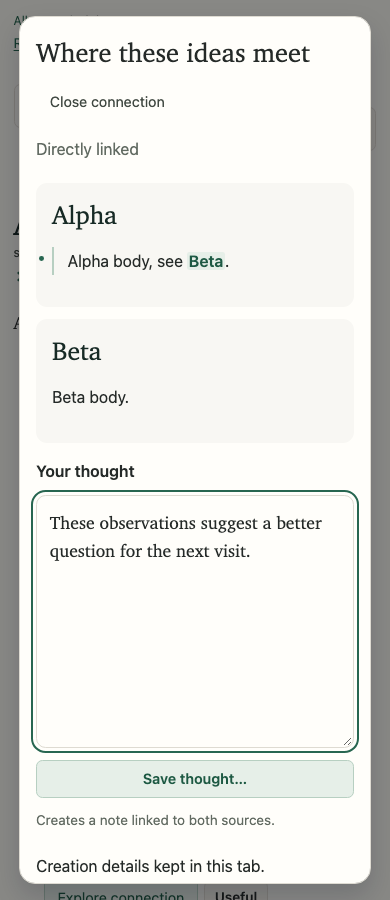 Where these ideas meet
Close connection
Directly linked
Alpha
Alpha body, see Beta.
Beta
Beta body.
Your thought
These observations suggest a better
question for the next visit.
Save thought...
Creates a note linked to both sources.
Creation details kept in this tab.
Explore connection
Useful